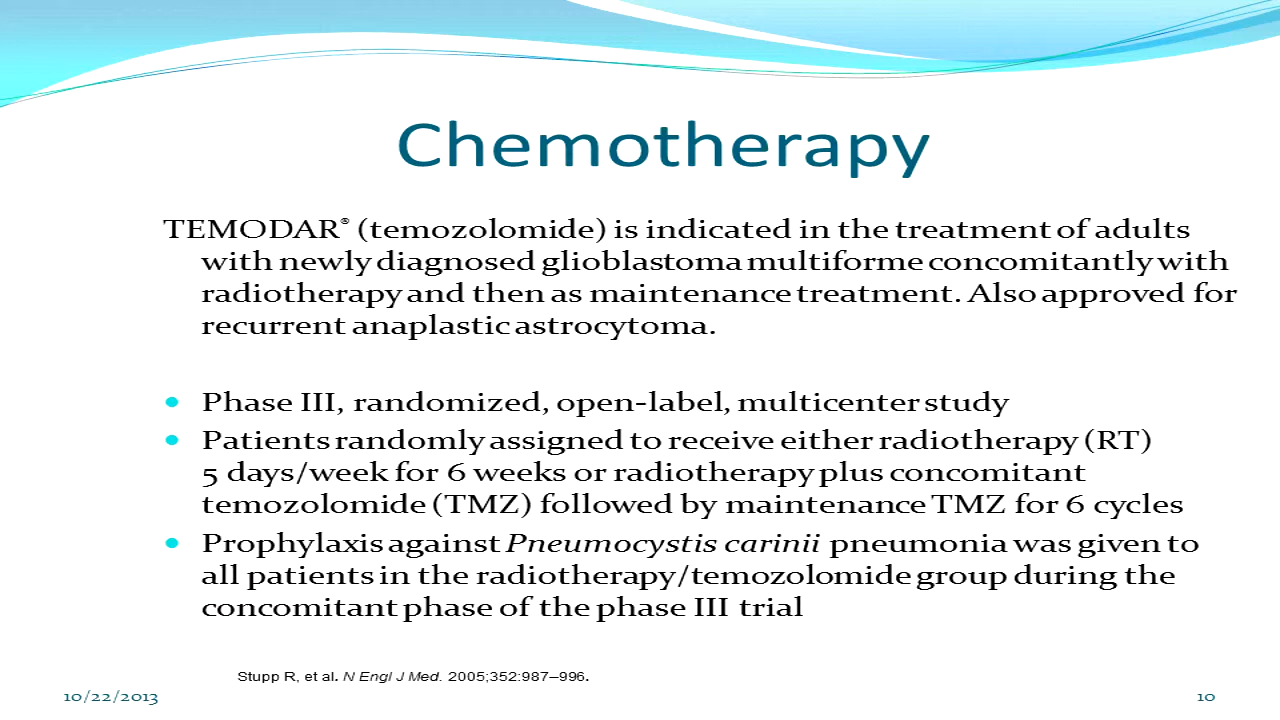 Chemotherapy
TEMODAR® (temozolomide) is indicated in the treatment of adults
with newly diagnosed glioblastoma multiforme concomitantly with
radiotherapy and then as maintenance treatment. Also approved for
recurrent anaplastic astrocytoma.
• Phase III, randomized, open-label, multicenter study
• Patients randomly assigned to receive either radiotherapy (RT)
5 days/week for 6 weeks or radiotherapy plus concomitant
temozolomide (TMZ) followed by maintenance TMZ for 6 cycles
• Prophylaxis against Pneumocystis carinii pneumonia was given to
all patients in the radiotherapy/temozolomide group during the
concomitant phase of the phase III trial
Stupp R, et al. N Engl J Med. 2005;352:987–996.
10/22/2013
10